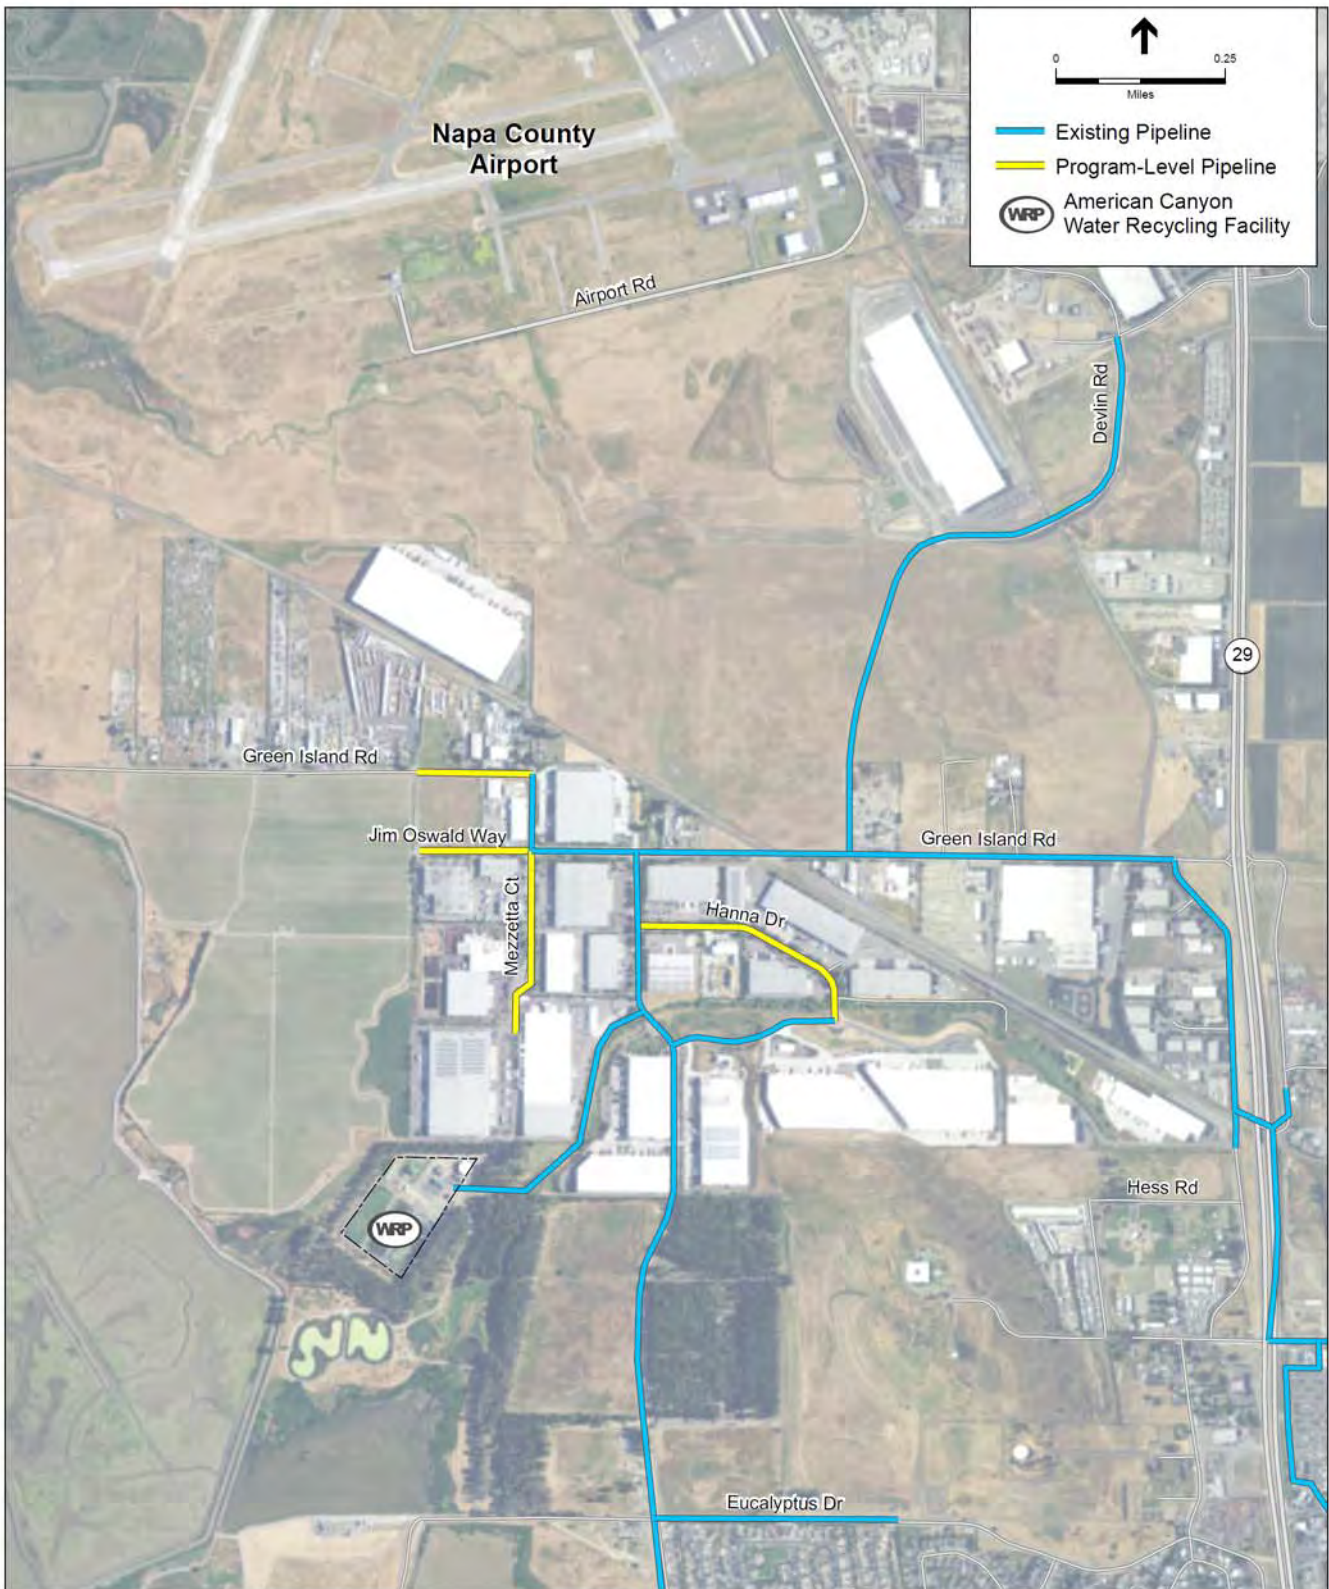 0 0.25
Miles
Existing Pipeline
Program-Level Pipeline
WRP
American Canyon
Water Recycling Facility
Napa County
Airport
Airport Rd
Devlin Rd
29
Green Island Rd
Jim Oswald Way
Green Island Rd
Mezzetta Ct
Hanna Dr
Hess Rd
WRP
Eucalyptus Dr